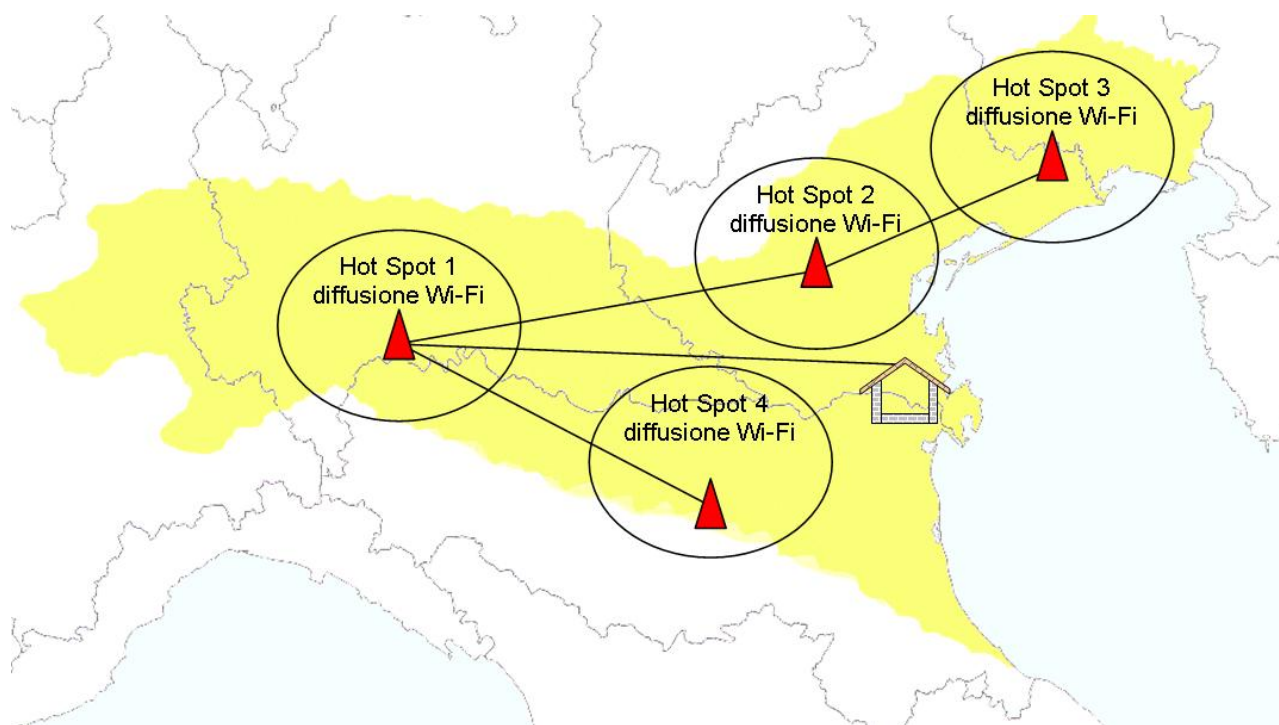 Hot Spot 3
diffusione Wi-Fi
Hot Spot 2
diffusione Wi-Fi
Hot Spot 1
diffusione Wi-Fi
Hot Spot 4
diffusione Wi-Fi